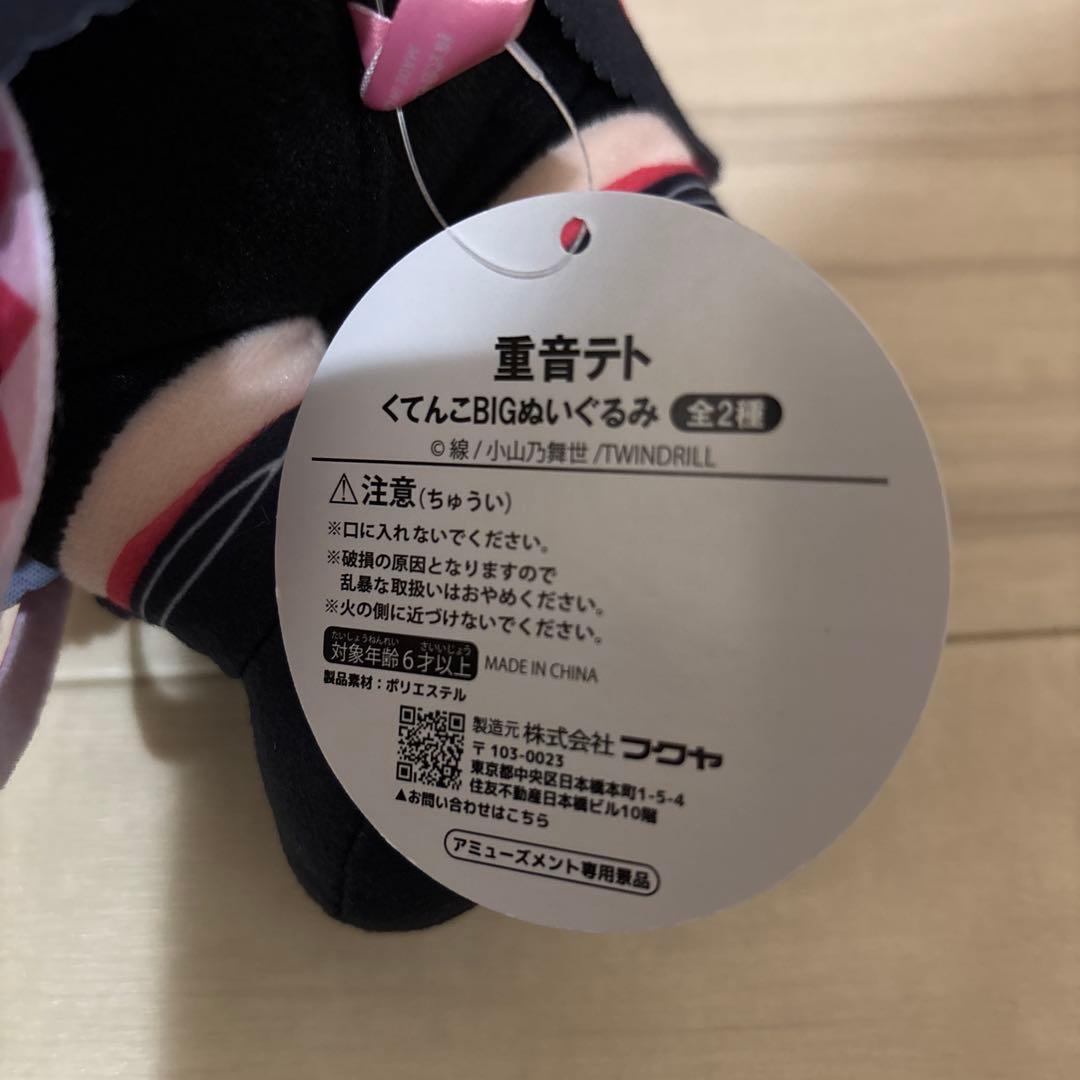 MADE
重音テト
くてんこBIGぬいぐるみ 全2種
© 線 / 小山乃舞世 /TWINDRILL
⚠注意(ちゅうい)
※口に入れないでください。
※破損の原因となりますので
乱暴な取扱いはおやめください。
※火の側に近づけないでください。
たいしょうねんれい さいいじょう
対象年齢6才以上 MADE IN CHINA
製品素材:ポリエステル
製造元 株式会社 フクヤ
〒103-0023
東京都中央区日本橋本町1-5-4
住友不動産日本橋ビル10階
▲お問い合わせはこちら
アミューズメント専用景品